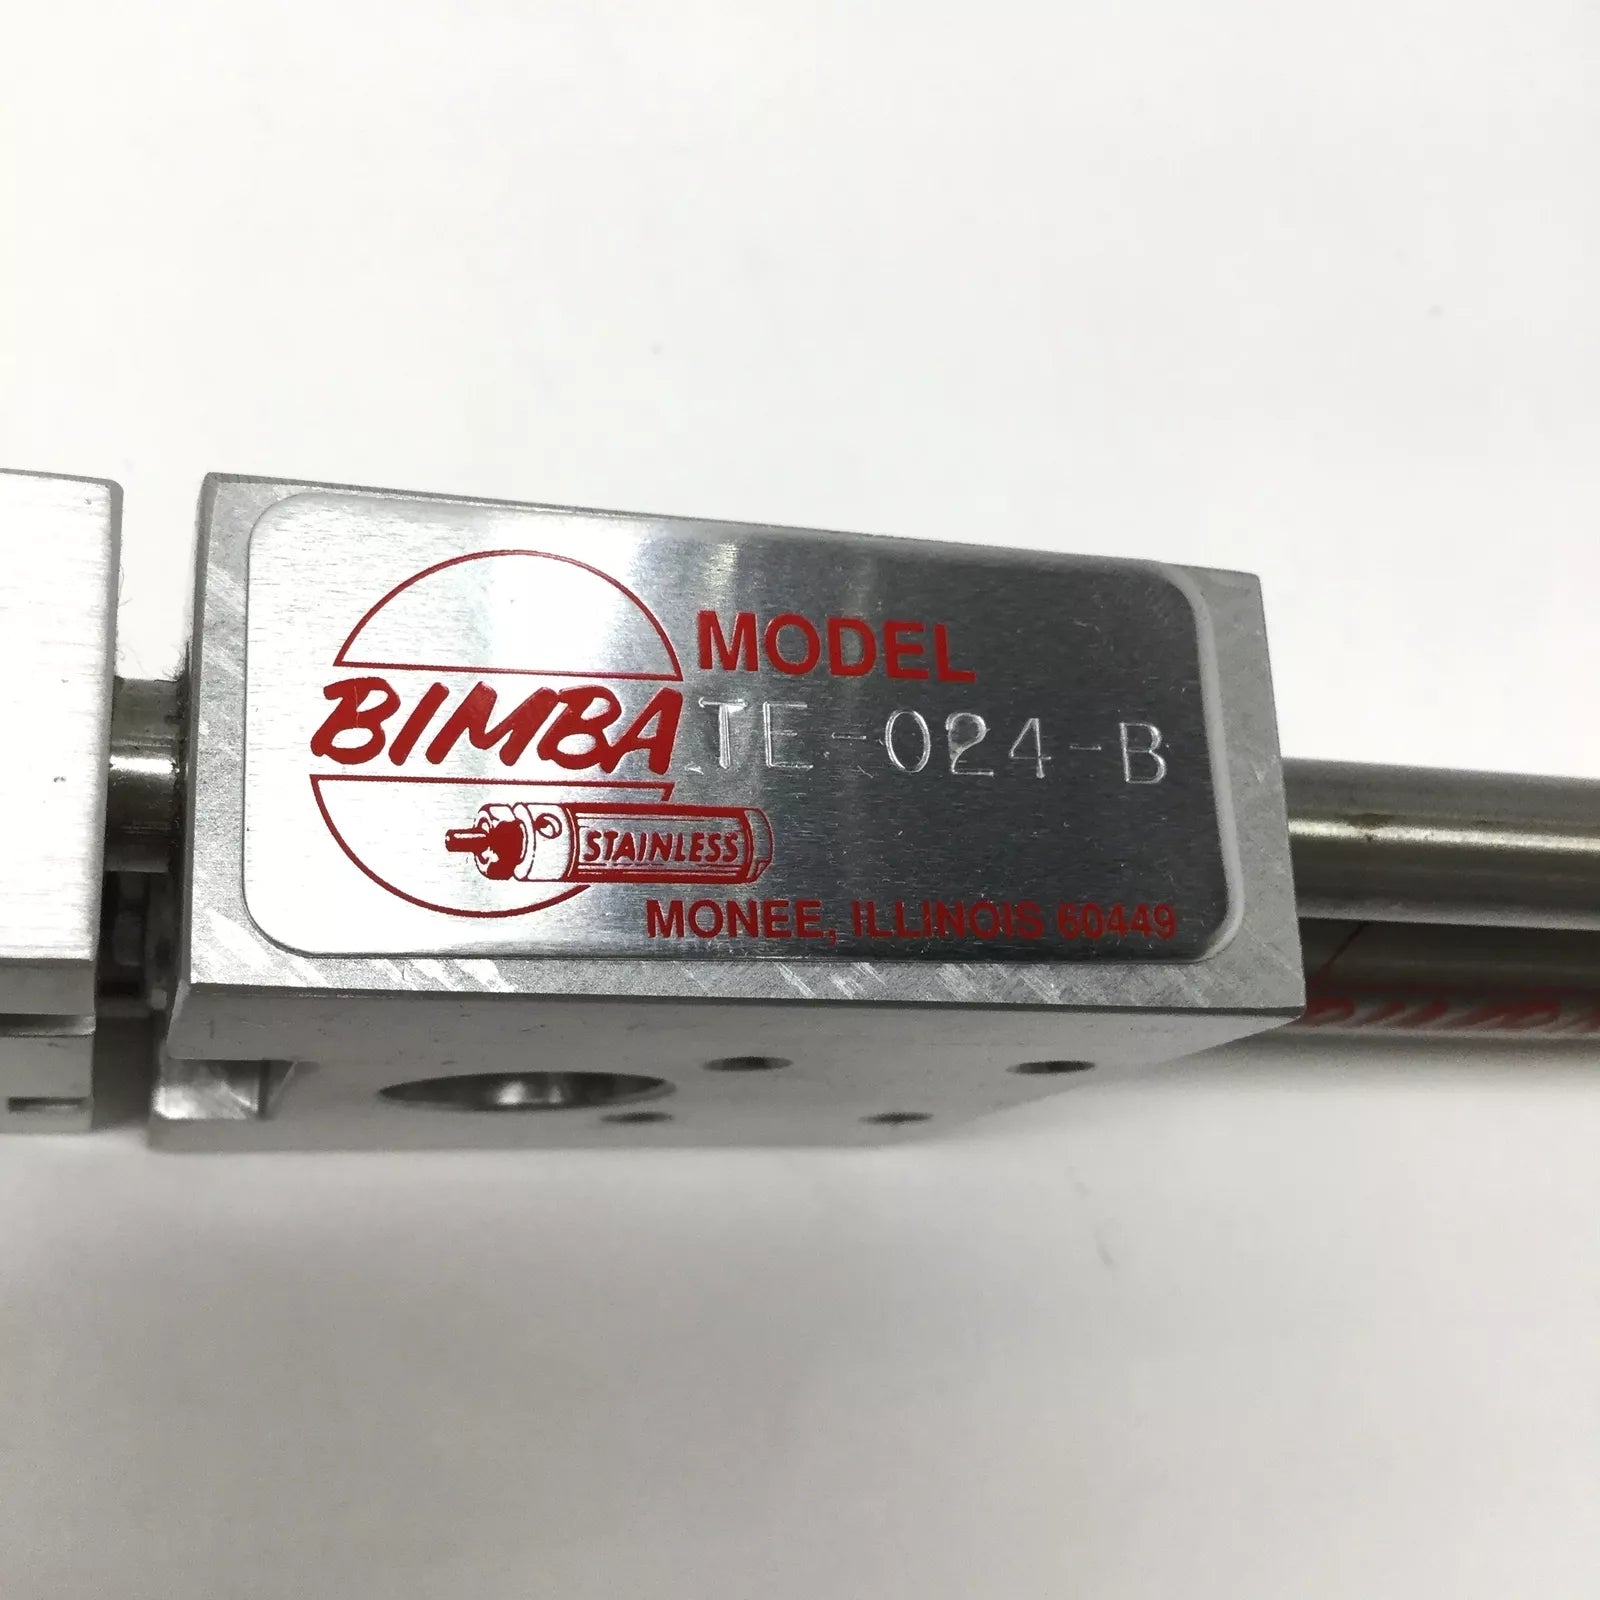 MODEL
BIMBA
TE-024-B
STAINLESS
MONEE, ILLINOIS 60449